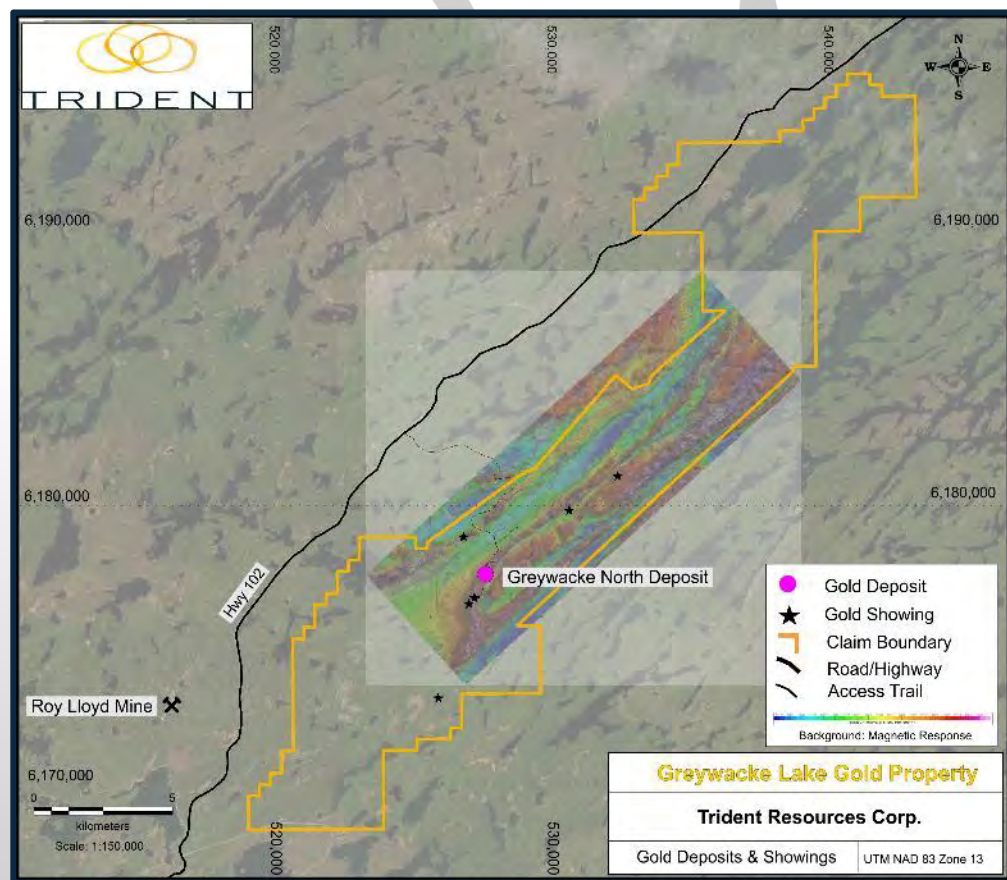 TRIDENT
520,000
530,000
540,000
N
W
E
S
6,190,000
6,190,000
6,180,000
6,180,000
Hwy 102
Greywacke North Deposit
Roy Lloyd Mine
6,170,000
0
5
kilometers
Scale: 1:150,000
520,000
530,000
Gold Deposit
Gold Showing
Claim Boundary
Road/Highway
Access Trail
Background: Magnetic Response
Greywacke Lake Gold Property
Trident Resources Corp.
Gold Deposits & Showings
UTM NAD 83 Zone 13